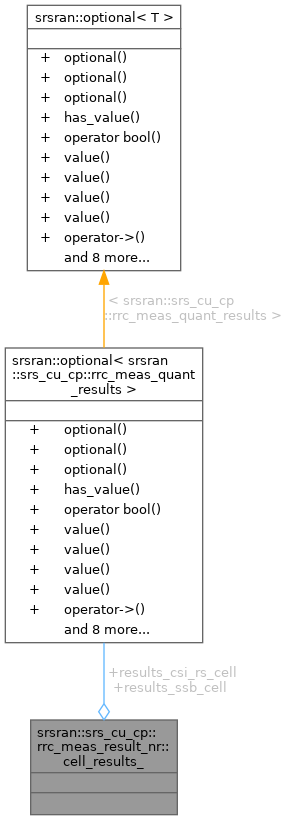 srsran::optional< T >
+ optional()
+ optional()
+ optional()
+ has_value()
+ operator bool()
+ value()
+ value()
+ value()
+ value()
+ operator->()
and 8 more...
< srsran::srs_cu_cp
::rrc_meas_quant_results >
srsran::optional< srsran
::srs_cu_cp::rrc_meas_quant
_results >
+ optional()
+ optional()
+ optional()
+ has_value()
+ operator bool()
+ value()
+ value()
+ value()
+ value()
+ operator->()
and 8 more...
+results_csi_rs_cell
+results_ssb_cell
srsran::srs_cu_cp::
rrc_meas_result_nr::
cell_results_